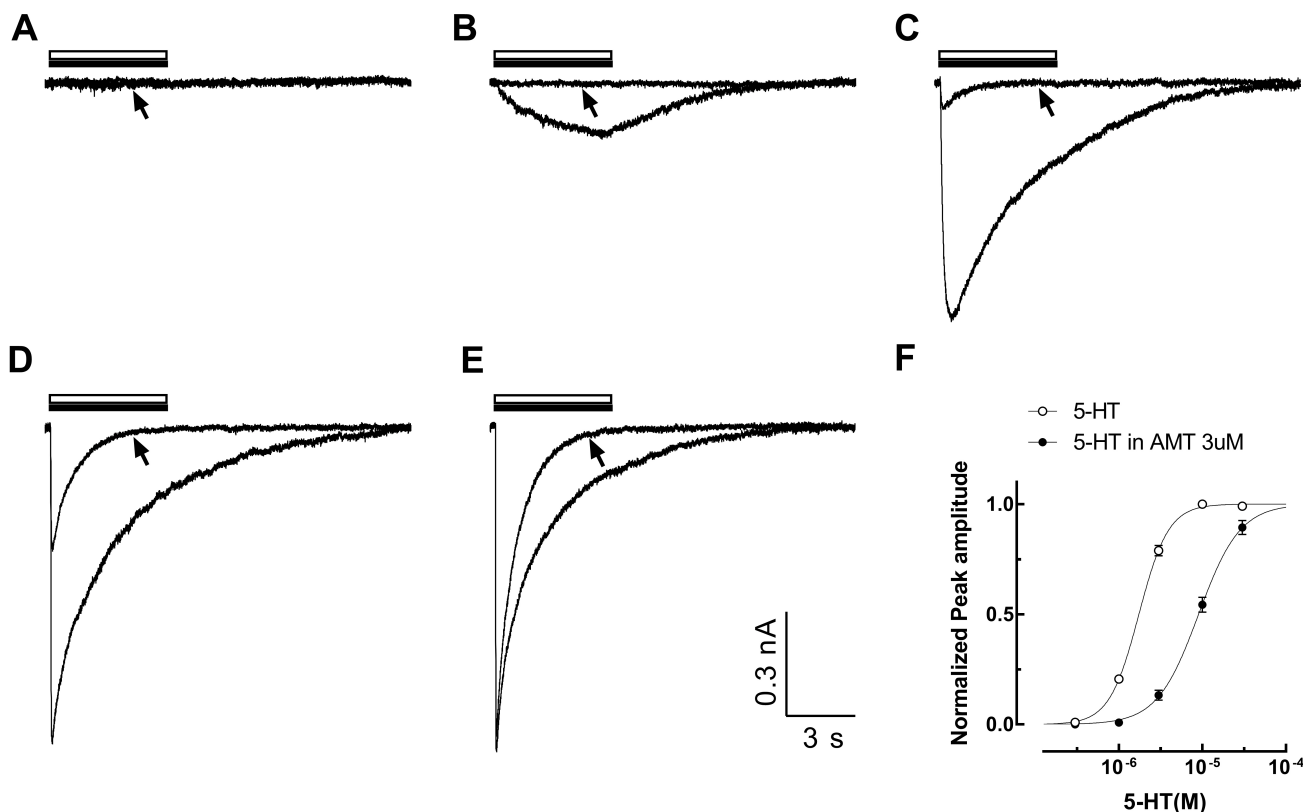 A
B
C
D
E
F
5-HT
5-HT in AMT 3uM
Normalized Peak amplitude
1.0
0.5
0.0
10-6
10-5
10-4
5-HT(M)
0.3 nA
3 s